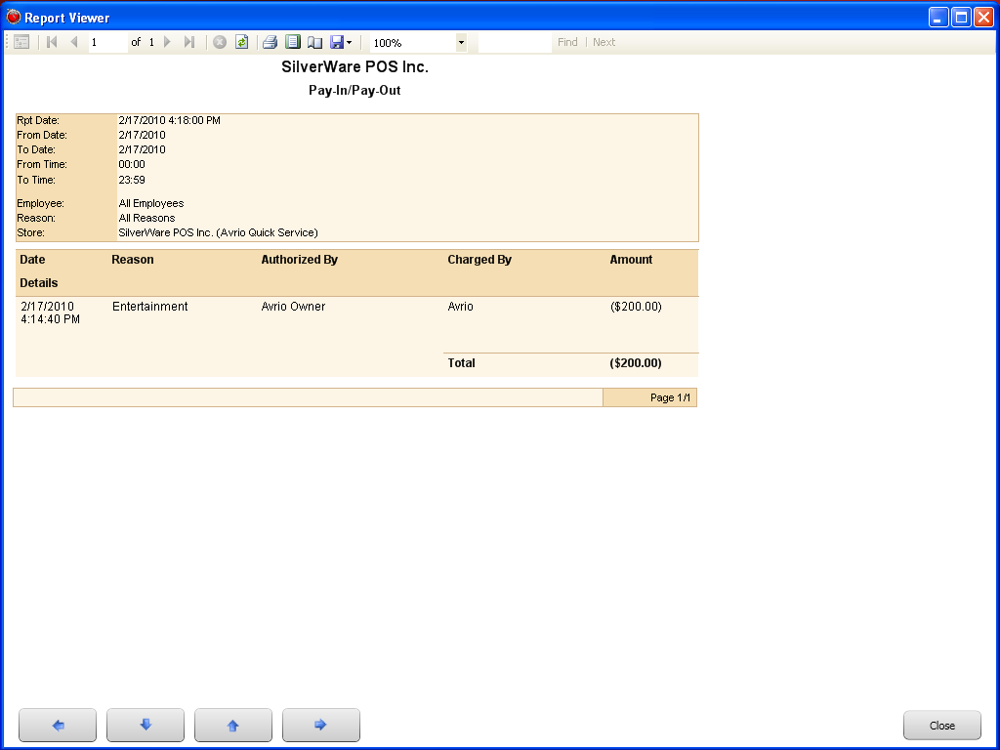 Report Viewer
1 of 1 100% Find Next
SilverWare POS Inc.
Pay-In/Pay-Out
Rpt Date: 2/17/2010 4:18:00 PM
From Date: 2/17/2010
To Date: 2/17/2010
From Time: 00:00
To Time: 23:59
Employee: All Employees
Reason: All Reasons
Store: SilverWare POS Inc. (Avrio Quick Service)
Date Reason Authorized By Charged By Amount
Details
2/17/2010 Entertainment Avrio Owner Avrio ($200.00)
4:14:40 PM
Total ($200.00)
Page 1/1
Close